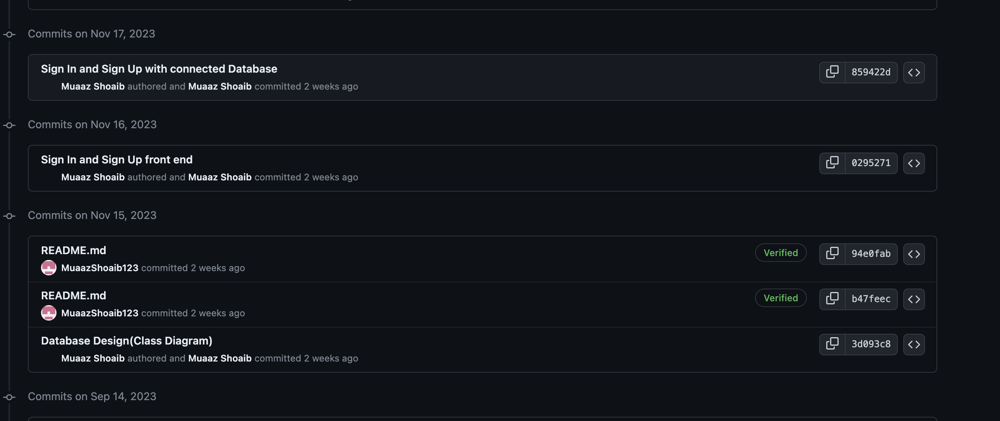 Commits on Nov 17, 2023
Sign In and Sign Up with connected Database
859422d
Muaaz Shoaib authored and Muaaz Shoaib committed 2 weeks ago
Commits on Nov 16, 2023
Sign In and Sign Up front end
0295271
Muaaz Shoaib authored and Muaaz Shoaib committed 2 weeks ago
Commits on Nov 15, 2023
README.md
Verified 94e0fab
MuaazShoaib123 committed 2 weeks ago
README.md
Verified b47feec
MuaazShoaib123 committed 2 weeks ago
Database Design(Class Diagram)
3d093c8
Muaaz Shoaib authored and Muaaz Shoaib committed 2 weeks ago
Commits on Sep 14, 2023